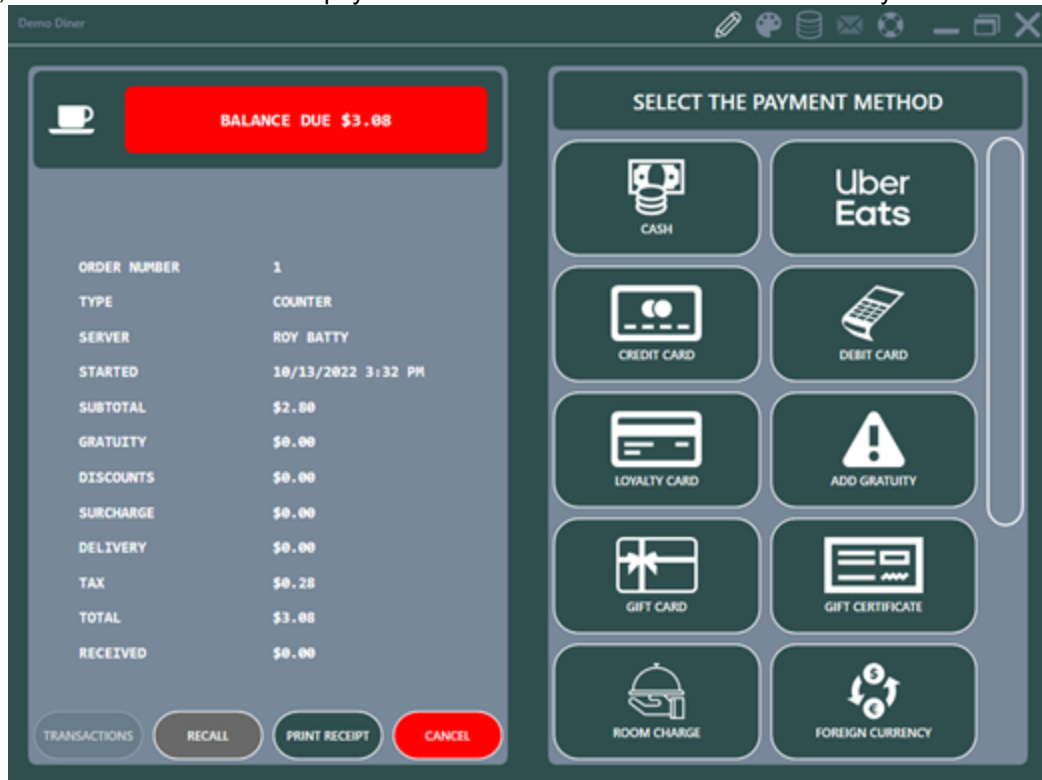 Demo Diner
BALANCE DUE $3.08
ORDER NUMBER 1
TYPE COUNTER
SERVER ROY BATTY
STARTED 10/13/2022 3:32 PM
SUBTOTAL $2.80
GRATUITY $0.00
DISCOUNTS $0.00
SURCHARGE $0.00
DELIVERY $0.00
TAX $0.28
TOTAL $3.08
RECEIVED $0.00
TRANSACTIONS
RECALL
PRINT RECEIPT
CANCEL
SELECT THE PAYMENT METHOD
CASH
Uber
Eats
CREDIT CARD
DEBIT CARD
LOYALTY CARD
ADD GRATUITY
GIFT CARD
GIFT CERTIFICATE
ROOM CHARGE
FOREIGN CURRENCY